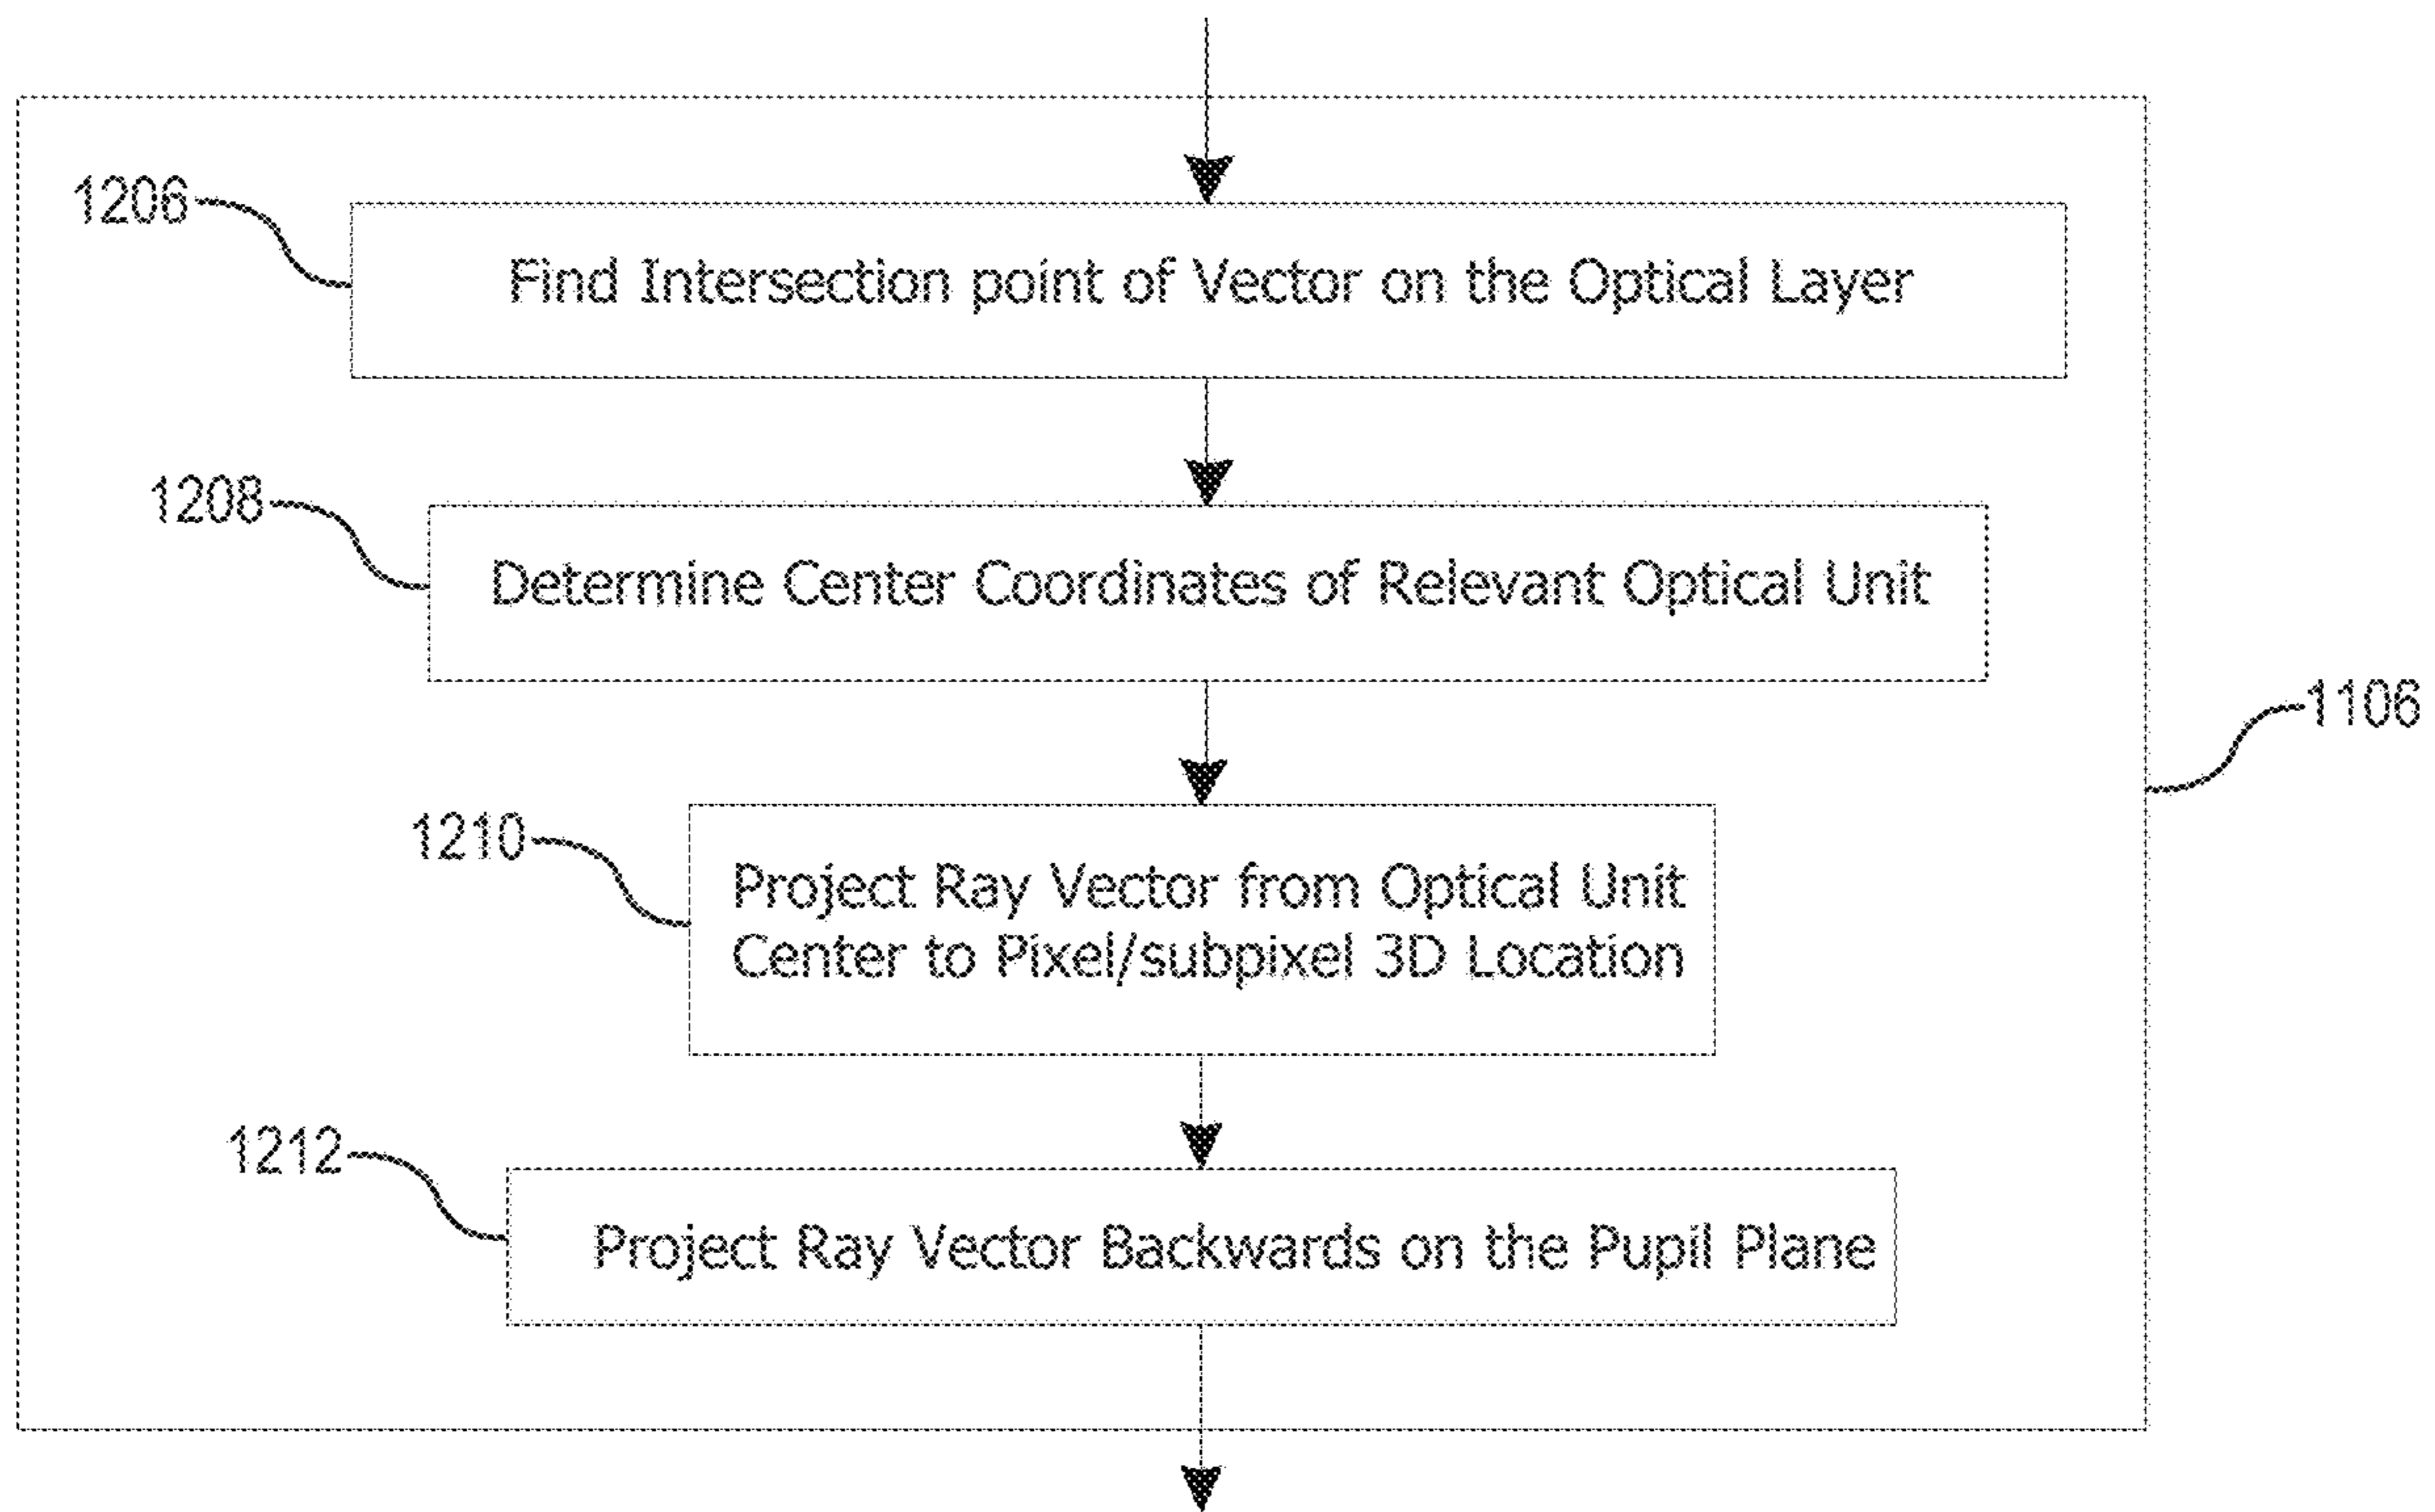 1206
Find Intersection point of Vector on the Optical Layer
1208
Determine Center Coordinates of Relevant Optical Unit
1106
1210
Project Ray Vector from Optical Unit
Center to Pixel/subpixel 3D Location
1212
Project Ray Vector Backwards on the Pupil Plane